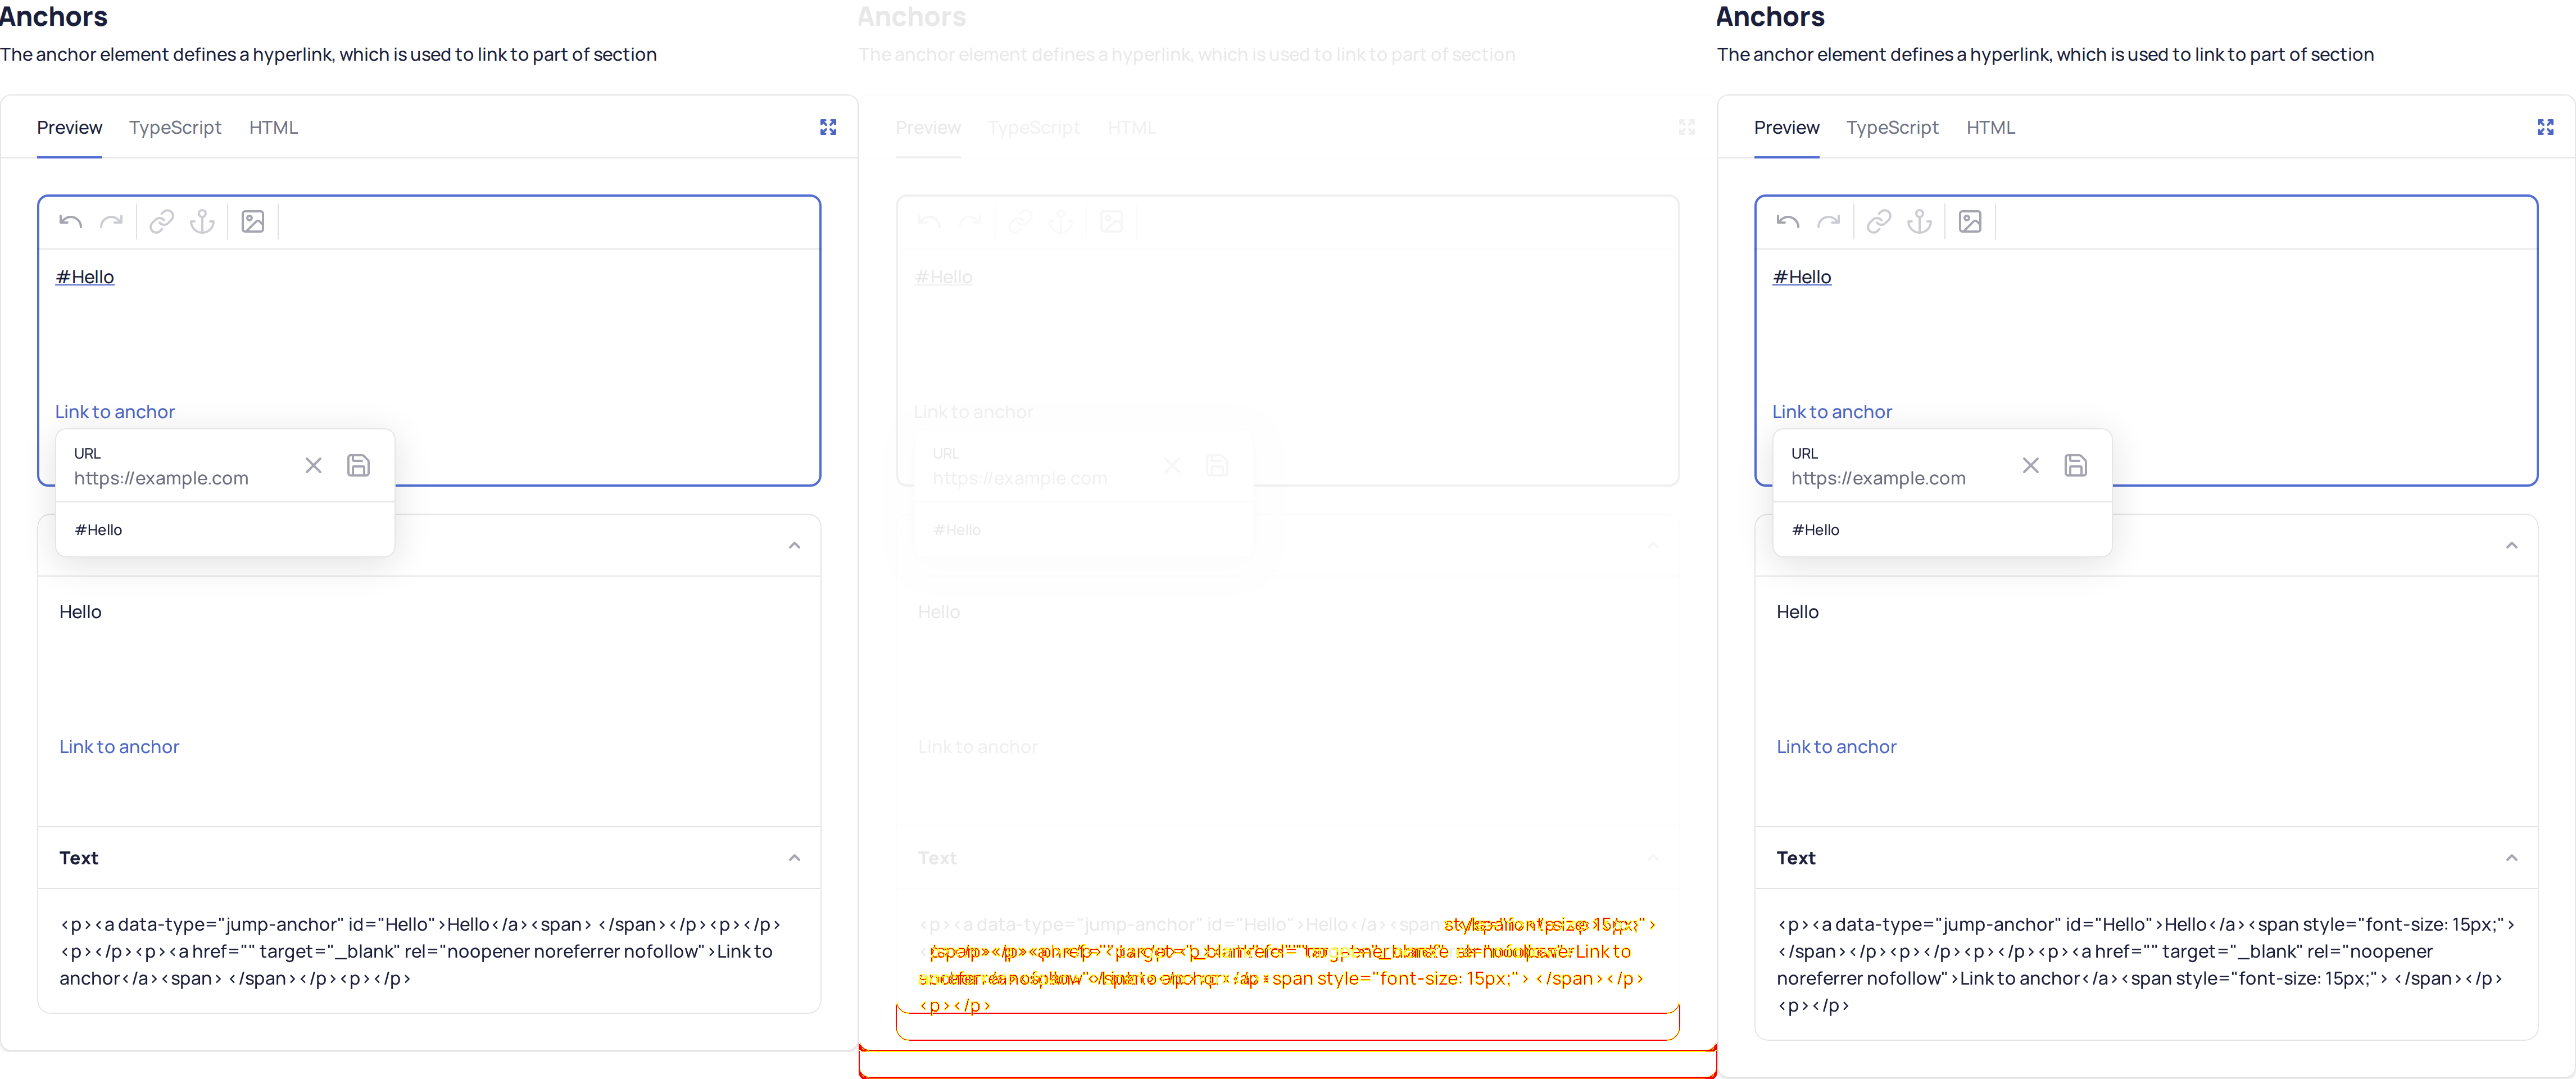 Anchors
The anchor element defines a hyperlink, which is used to link to part of section
Preview TypeScript HTML
#Hello
Link to anchor
URL
https://example.com
#Hello
Hello
Link to anchor
Text
<p><a data-type="jump-anchor" id="Hello">Hello</a><span> </span></p><p></p>
<p></p><p><a href="" target="_blank" rel="noopener noreferrer nofollow">Link to
anchor</a><span> </span></p><p></p>
Anchors
The anchor element defines a hyperlink, which is used to link to part of section
Preview TypeScript HTML
#Hello
Link to anchor
URL
https://example.com
#Hello
Hello
Link to anchor
Text
<p><a data-type="jump-anchor" id="Hello">Hello</a><span
Link to
span style="font-size: 15px;"> </span></p>
<p></p>
Anchors
The anchor element defines a hyperlink, which is used to link to part of section
Preview TypeScript HTML
#Hello
Link to anchor
URL
https://example.com
#Hello
Hello
Link to anchor
Text
<p><a data-type="jump-anchor" id="Hello">Hello</a><span style="font-size: 15px;">
</span></p><p></p><p></p><p><a href="" target="_blank" rel="noopener
noreferrer nofollow">Link to anchor</a><span style="font-size: 15px;"> </span></p>
<p></p>